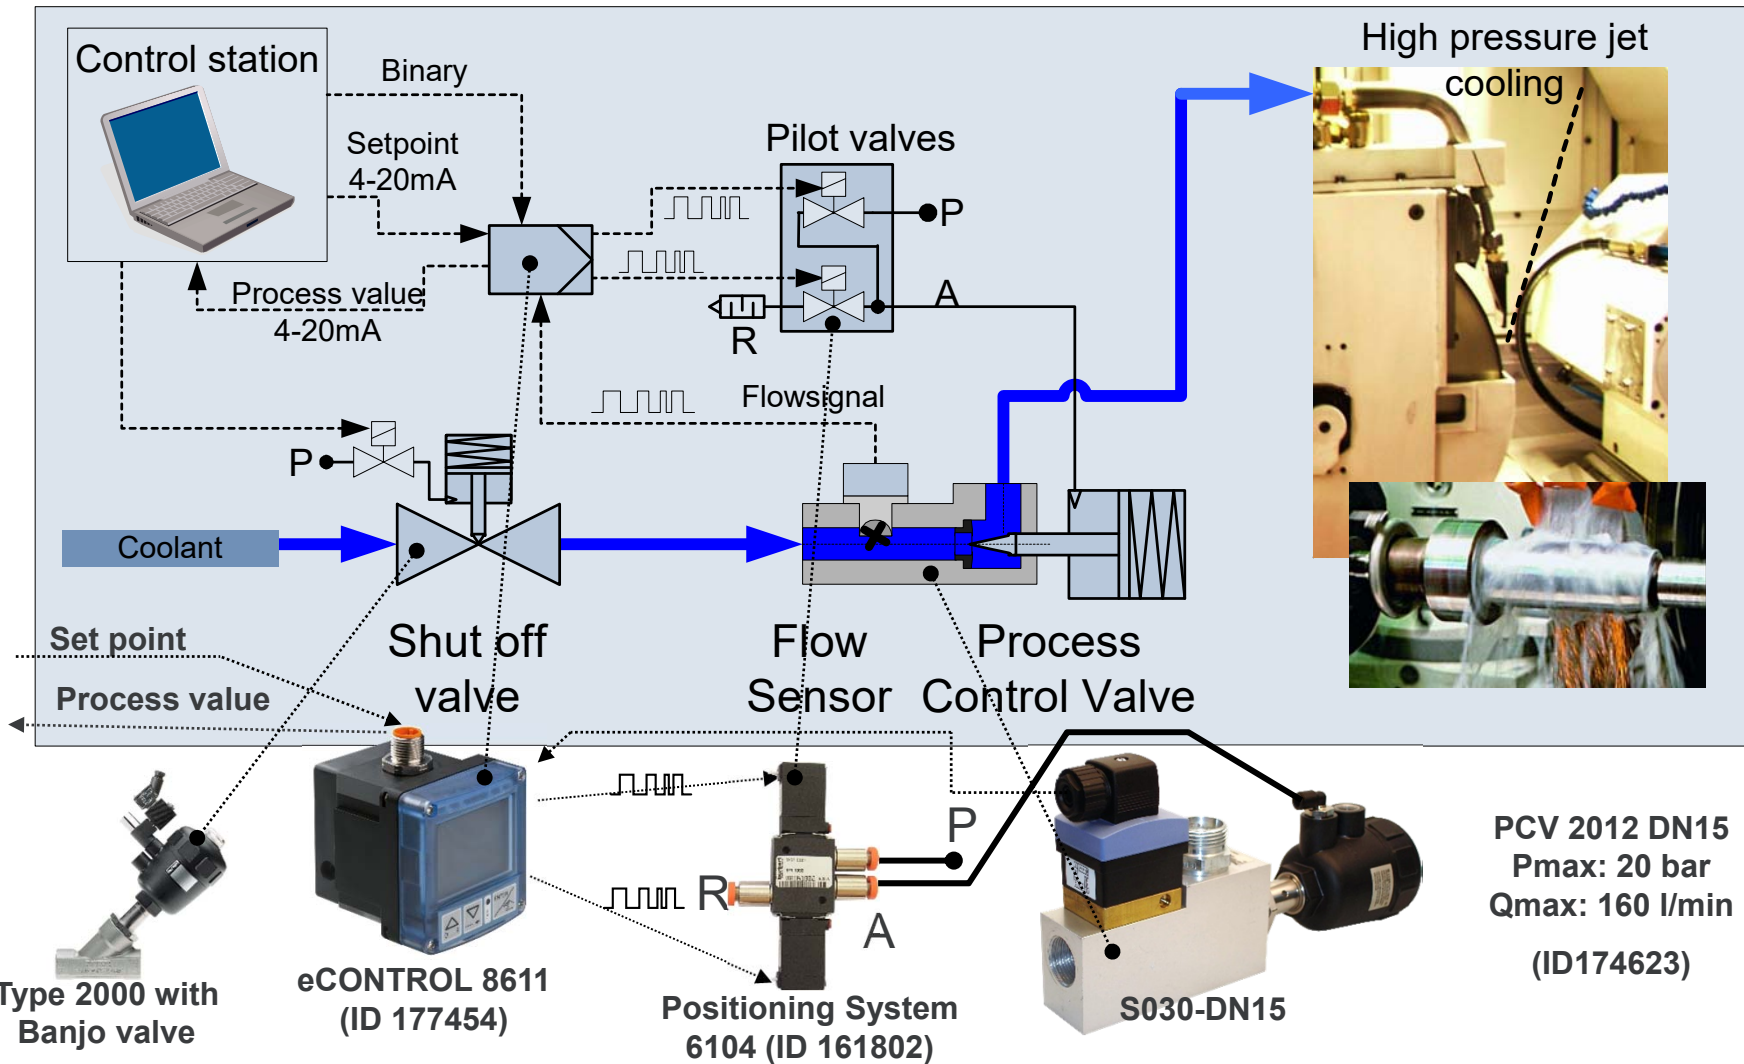 High pressure jet
cooling
Control station
Binary
Setpoint
4-20mA
Pilot valves
P
Process value
4-20mA
A
R
Flowsignal
P
Coolant
Set point
Shut off
valve
Flow
Sensor
Process
Control Valve
Process value
P
R
A
PCV 2012 DN15
Pmax: 20 bar
Qmax: 160 l/min
(ID174623)
Type 2000 with
Banjo valve
eCONTROL 8611
(ID 177454)
Positioning System
6104 (ID 161802)
S030-DN15